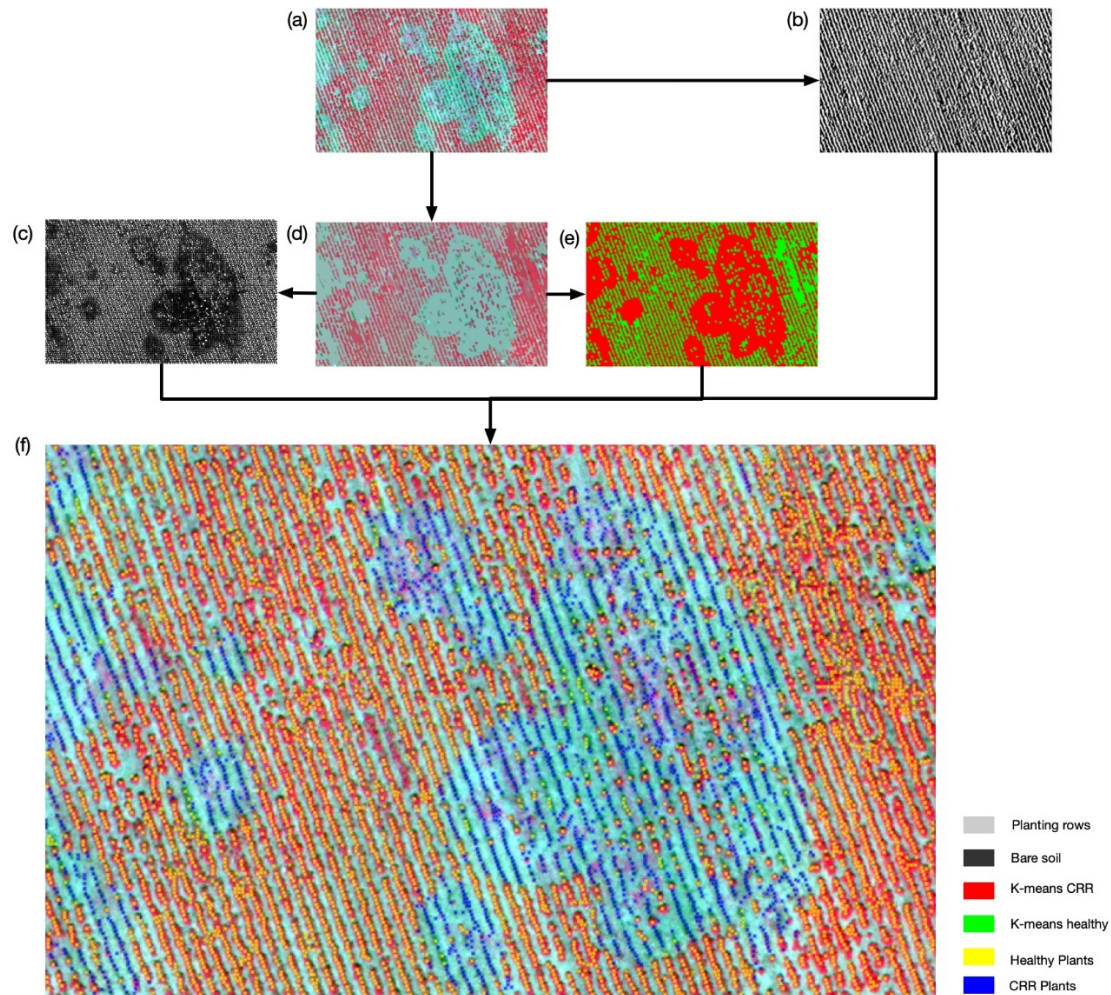 (a)
(b)
(c)
(d)
(e)
(f)
Planting rows
Bare soil
K-means CRR
K-means healthy
Healthy Plants
CRR Plants